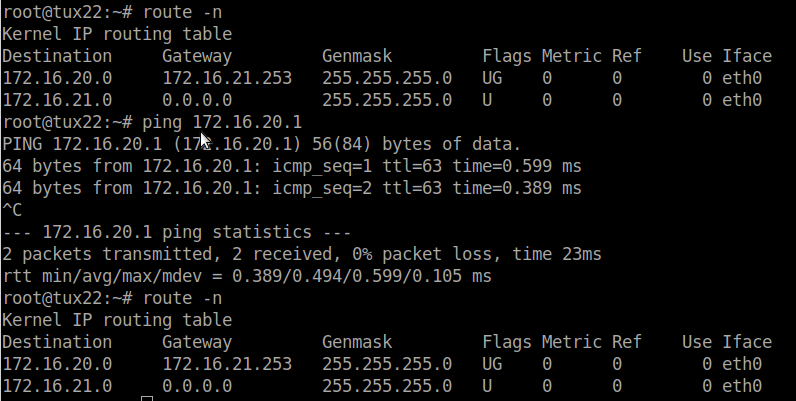 root@tux22:~# route -n
Kernel IP routing table
Destination     Gateway         Genmask         Flags Metric Ref    Use Iface
172.16.20.0     172.16.21.253   255.255.255.0   UG    0      0        0 eth0
172.16.21.0     0.0.0.0         255.255.255.0   U     0      0        0 eth0
root@tux22:~# ping 172.16.20.1
PING 172.16.20.1 (172.16.20.1) 56(84) bytes of data.
64 bytes from 172.16.20.1: icmp_seq=1 ttl=63 time=0.599 ms
64 bytes from 172.16.20.1: icmp_seq=2 ttl=63 time=0.389 ms
^C
--- 172.16.20.1 ping statistics ---
2 packets transmitted, 2 received, 0% packet loss, time 23ms
rtt min/avg/max/mdev = 0.389/0.494/0.599/0.105 ms
root@tux22:~# route -n
Kernel IP routing table
Destination     Gateway         Genmask         Flags Metric Ref    Use Iface
172.16.20.0     172.16.21.253   255.255.255.0   UG    0      0        0 eth0
172.16.21.0     0.0.0.0         255.255.255.0   U     0      0        0 eth0